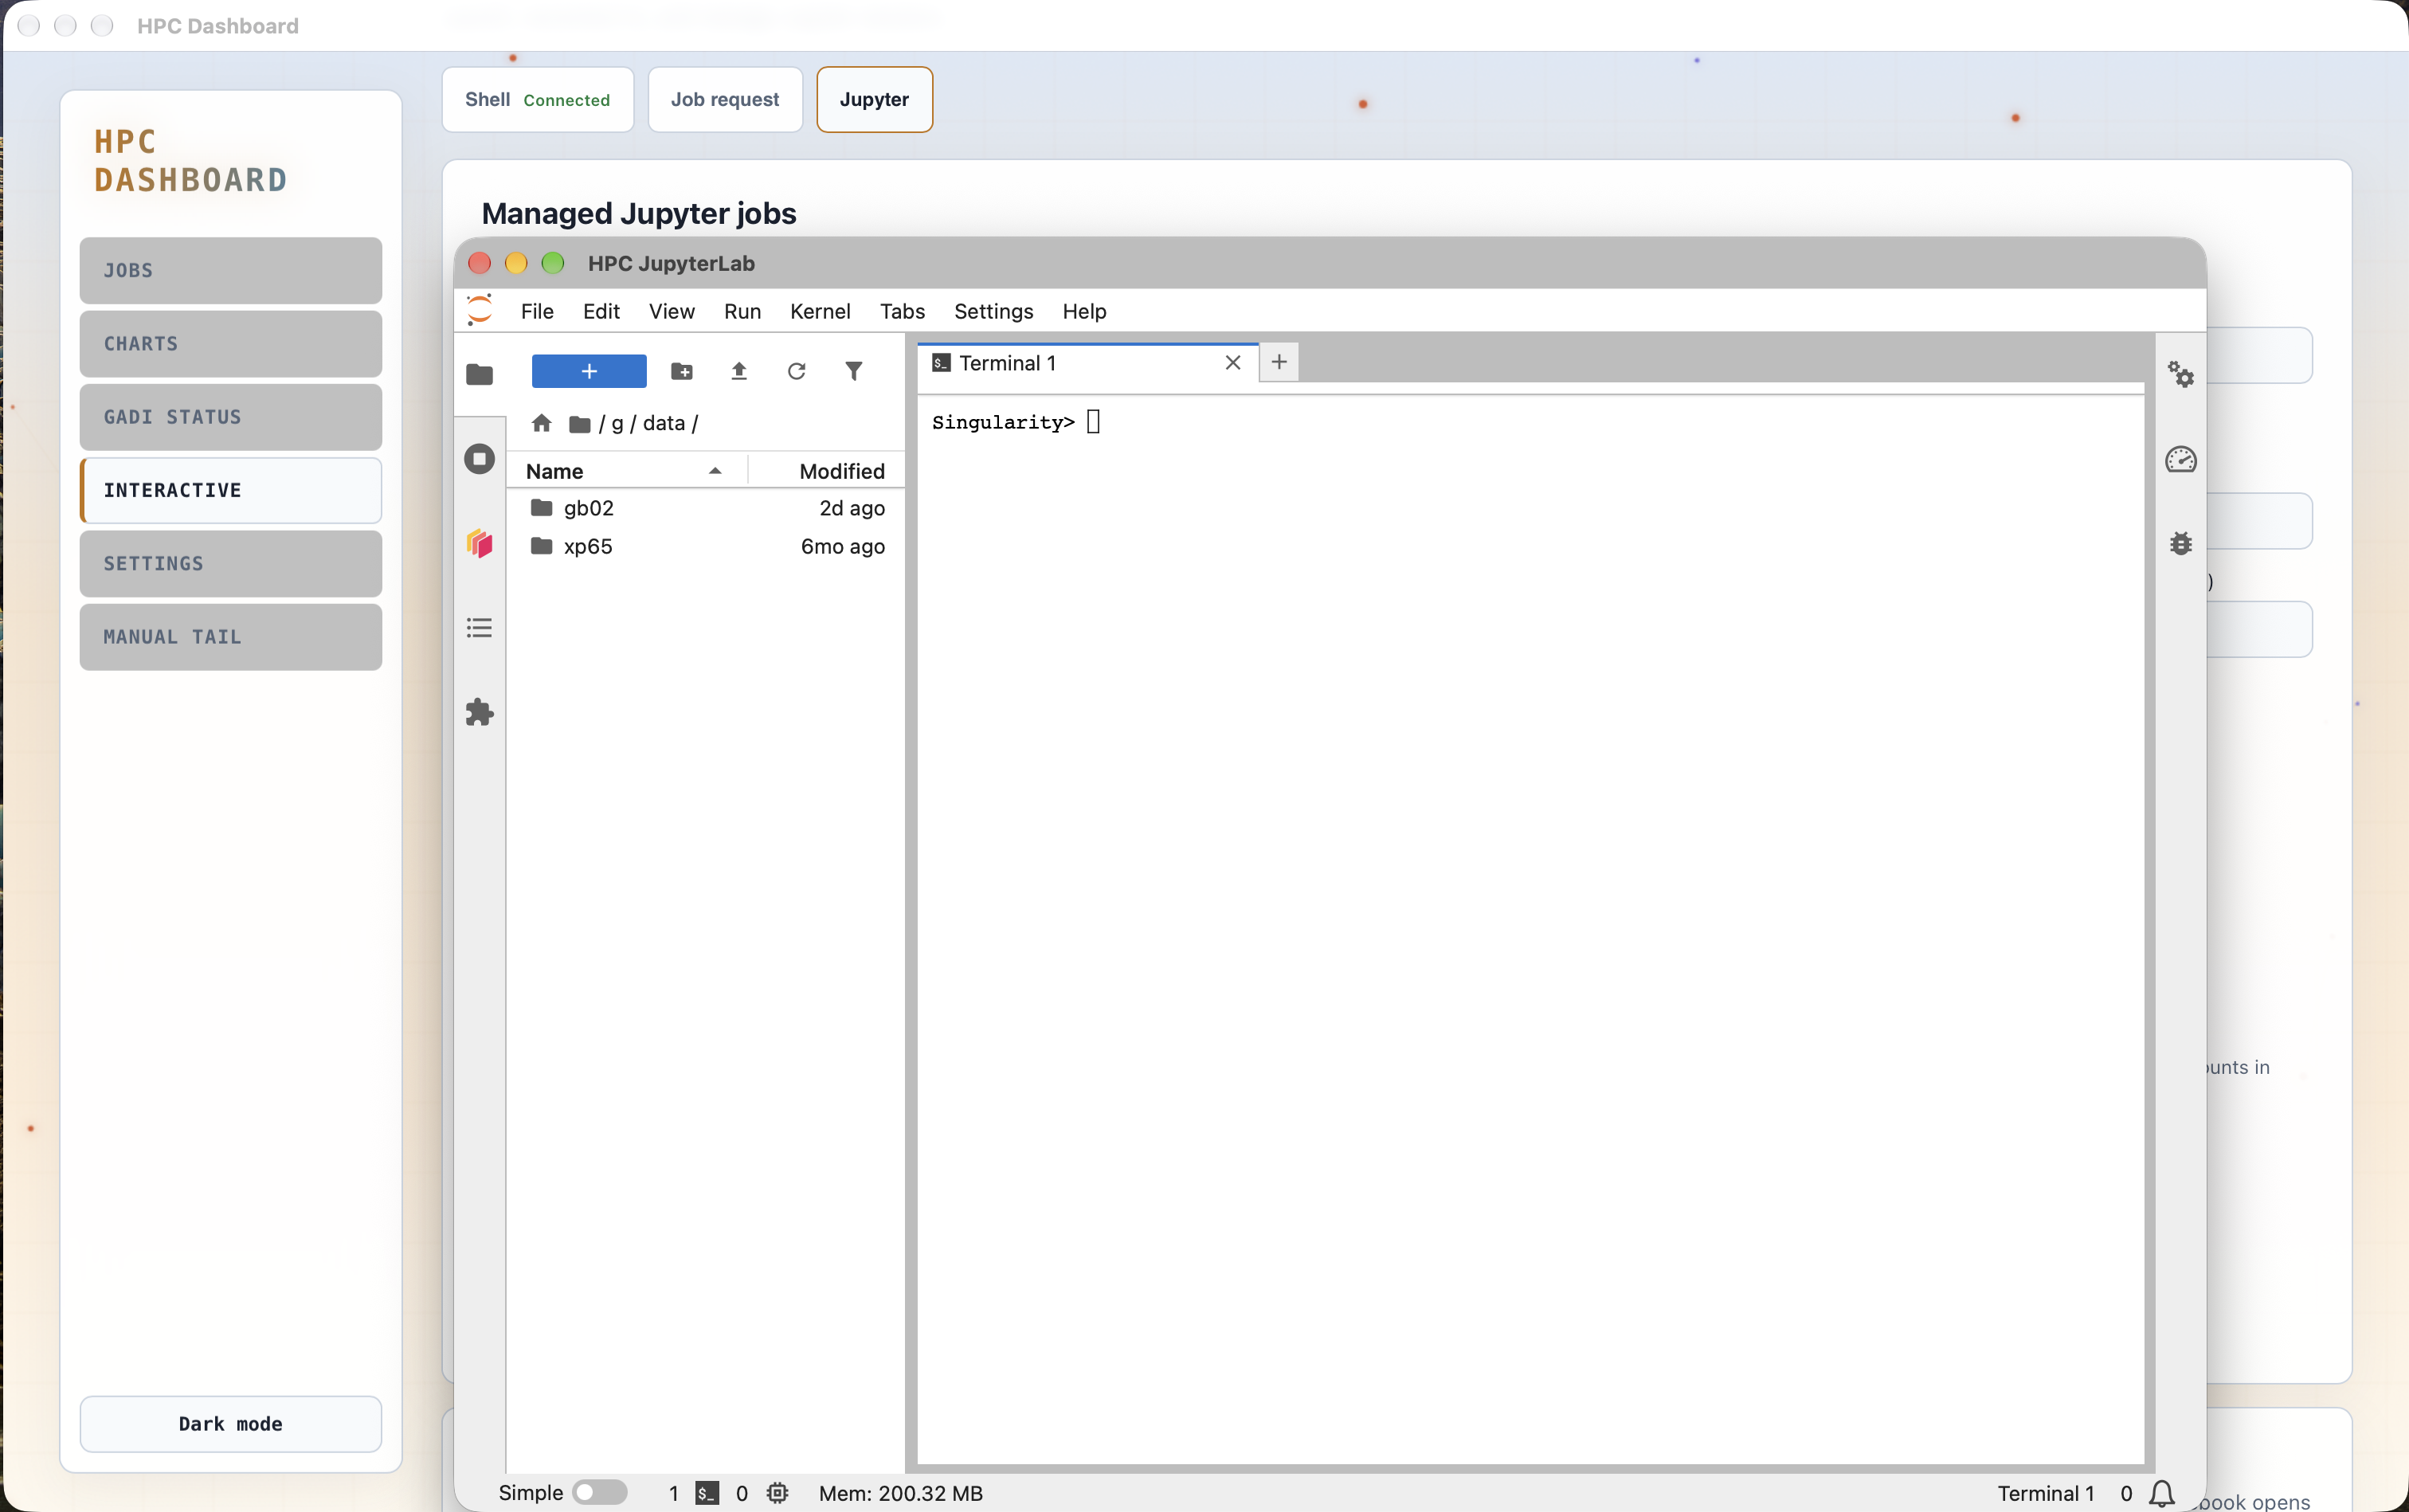 HPC Dashboard
HPC
DASHBOARD
JOBS
CHARTS
GADI STATUS
INTERACTIVE
SETTINGS
MANUAL TAIL
Dark mode
Shell Connected
Job request
Jupyter
Managed Jupyter jobs
HPC JupyterLab
File Edit View Run Kernel Tabs Settings Help
+
/ g / data /
Name Modified
gb02 2d ago
xp65 6mo ago
$_ Terminal 1 +
Singularity>
)
unts in
book opens
Simple 1 $_ 0 Mem: 200.32 MB
Terminal 1 0